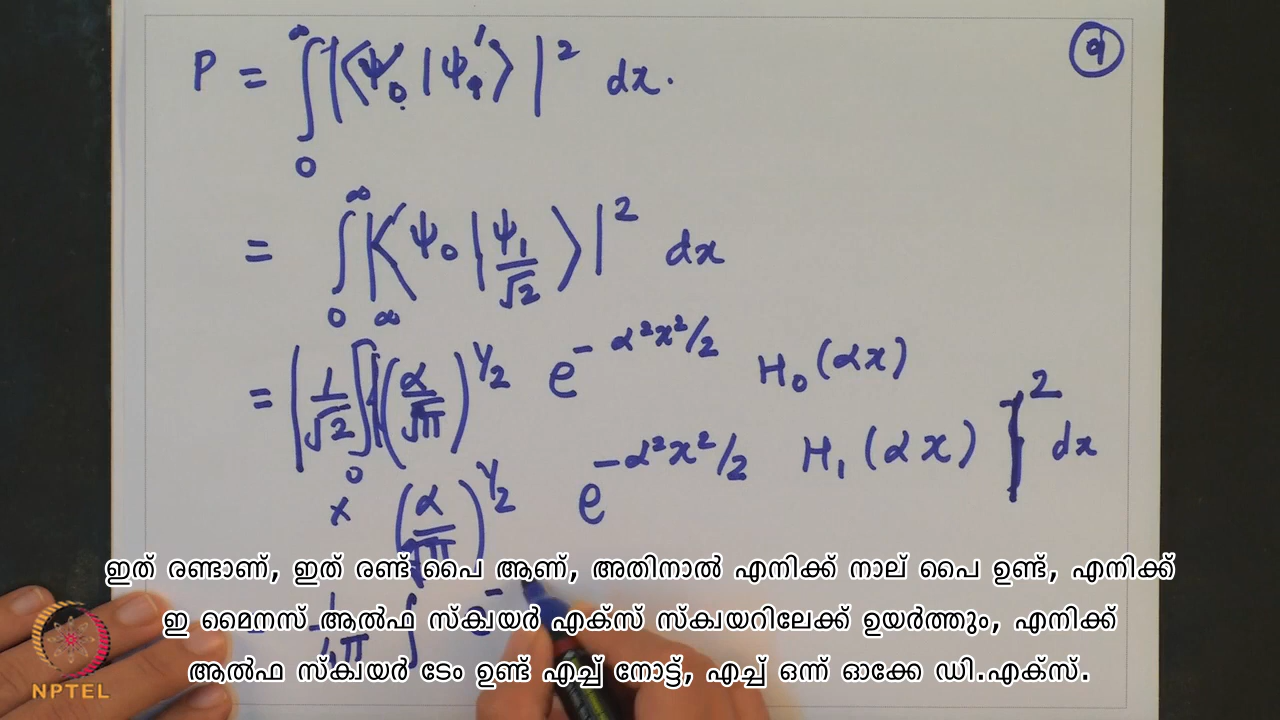 9
P = ∫₀^∞ |⟨ψ₀' | ψ₀'⟩|² dx.
= ∫₀^∞ |⟨ψ₀ | ψ₁/√2⟩|² dx
= |1/√2 ∫₀^∞ {(α/√π)^1/2 e^(-α²x²/2) H₀(αx)
× (α/√π)^1/2 e^(-α²x²/2) H₁(αx)]² dx
∫ e⁻
ഇത് രണ്ടാണ്, ഇത് രണ്ട് പൈ ആണ്, അതിനാൽ എനിക്ക് നാല് പൈ ഉണ്ട്, എനിക്ക്
ഇ മൈനസ് ആൽഫ സ്ക്വയർ എക്സ് സ്ക്വയറിലേക്ക് ഉയർത്തും, എനിക്ക്
ആൽഫ സ്ക്വയർ ടേം ഉണ്ട് എച്ച് നോട്ട്, എച്ച് ഒന്ന് ഓക്കേ ഡി.എക്സ്.
NPTEL